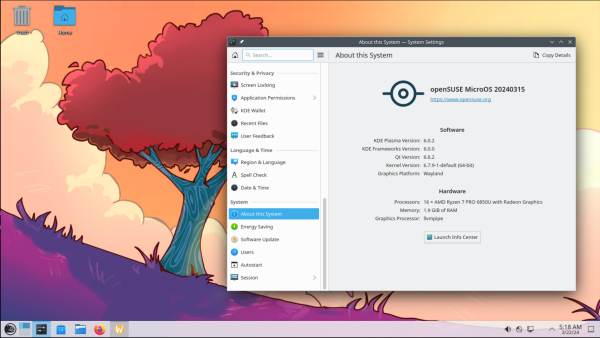 Trash
Home
About this System — System Settings
Search...
About this System
Copy Details
Security & Privacy
Screen Locking
Application Permissions
KDE Wallet
Recent Files
User Feedback
Language & Time
Region & Language
Spell Check
Date & Time
System
About this System
Energy Saving
Software Update
Users
Autostart
Session
openSUSE MicroOS 20240315
https://www.opensuse.org
Software
KDE Plasma Version: 6.0.2
KDE Frameworks Version: 6.0.0
Qt Version: 6.6.2
Kernel Version: 6.7.9-1-default (64-bit)
Graphics Platform: Wayland
Hardware
Processors: 16 × AMD Ryzen 7 PRO 6850U with Radeon Graphics
Memory: 1.9 GiB of RAM
Graphics Processor: llvmpipe
Launch Info Center
5:18 AM
3/22/24